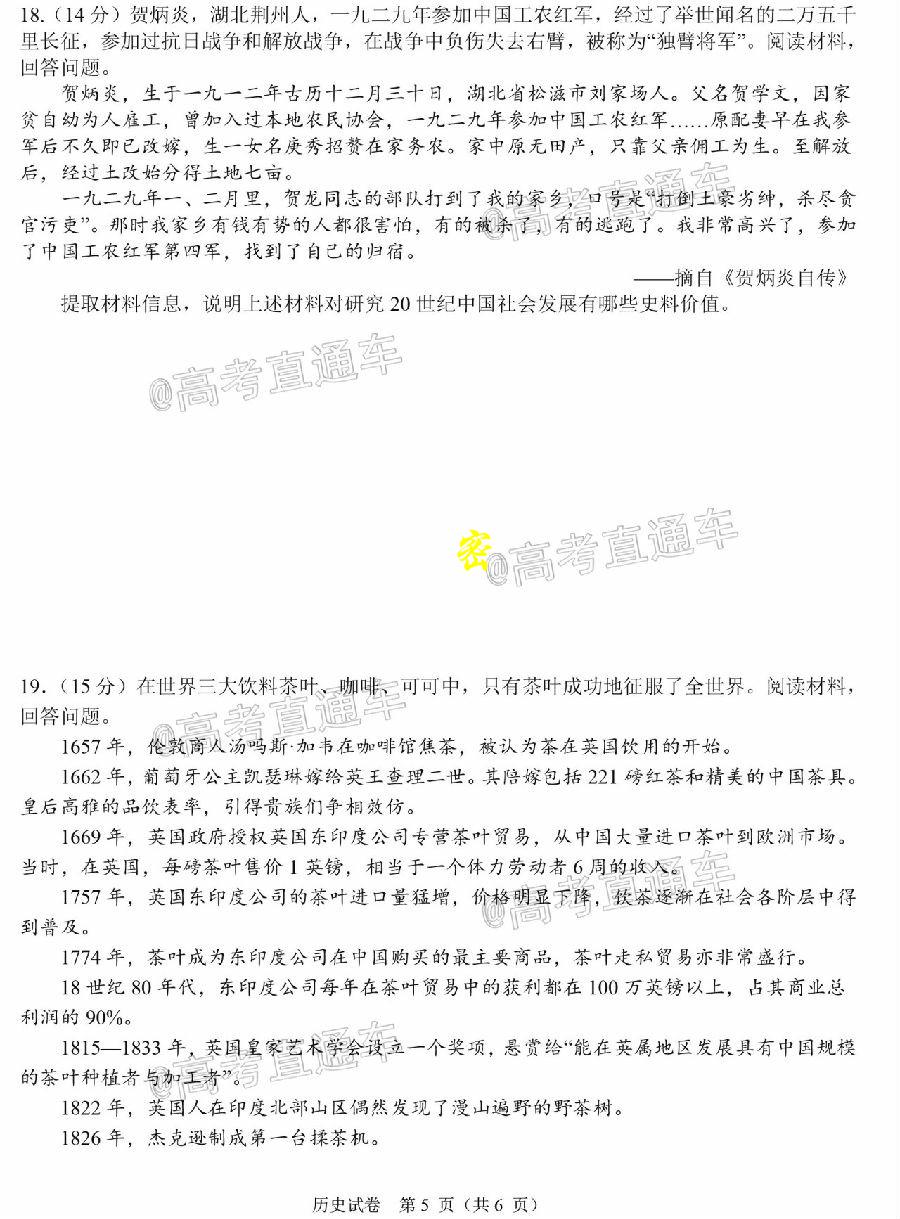 18.（14 分）贺炳炎，湖北荆州人，一九二九年参加中国工农红军，经过了举世闻名的二万五千
里长征，参加过抗日战争和解放战争，在战争中负伤失去右臂，被称为“独臂将军”。阅读材料，
回答问题。
贺炳炎，生于一九一二年古历十二月三十日，湖北省松滋市刘家场人。父名贺学文，因家
贫自幼为人雇工，曾加入过本地农民协会，一九二九年参加中国工农红军……原配妻早在我参
军后不久即已改嫁，生一女名庚秀招赘在家务农。家中原无田产，只靠父亲佣工为生。至解放
后，经过土改始分得土地七亩。
一九二九年一、二月里，贺龙同志的部队打到了我的家乡，口号是“打倒土豪劣绅，杀尽贪
官污吏”。那时我家乡有钱有势的人都很害怕，有的被杀了，有的逃跑了。我非常高兴了，参加
了中国工农红军第四军，找到了自己的归宿。
——摘自《贺炳炎自传》
提取材料信息，说明上述材料对研究 20 世纪中国社会发展有哪些史料价值。
@高考直通车
@高考直通车
密
@高考直通车
19.（15 分）在世界三大饮料茶叶、咖啡、可可中，只有茶叶成功地征服了全世界。阅读材料，
回答问题。
@高考直通车
1657 年，伦敦商人汤吗斯·加韦在咖啡馆焦茶，被认为茶在英国饮用的开始。
1662 年，葡萄牙公主凯瑟琳嫁给英王查理二世。其陪嫁包括 221 磅红茶和精美的中国茶具。
皇后高雅的品饮表率，引得贵族们争相效仿。
1669 年，英国政府授权英国东印度公司专营茶叶贸易，从中国大量进口茶叶到欧洲市场。
当时，在英国，每磅茶叶售价 1 英镑，相当于一个体力劳动者 6 周的收入。
1757 年，英国东印度公司的茶叶进口量猛增，价格明显下降，饮茶逐渐在社会各阶层中得
到普及。
@高考直通车
1774 年，茶叶成为东印度公司在中国购买的最主要商品，茶叶走私贸易亦非常盛行。
18 世纪 80 年代，东印度公司每年在茶叶贸易中的获利都在 100 万英镑以上，占其商业总
利润的 90%。
1815—1833 年，英国皇家艺术学会设立一个奖项，悬赏给“能在英属地区发展具有中国规模
的茶叶种植者与加工者”。
@高考直通车
1822 年，英国人在印度北部山区偶然发现了漫山遍野的野茶树。
1826 年，杰克逊制成第一台揉茶机。
历史试卷 第 5 页（共 6 页）